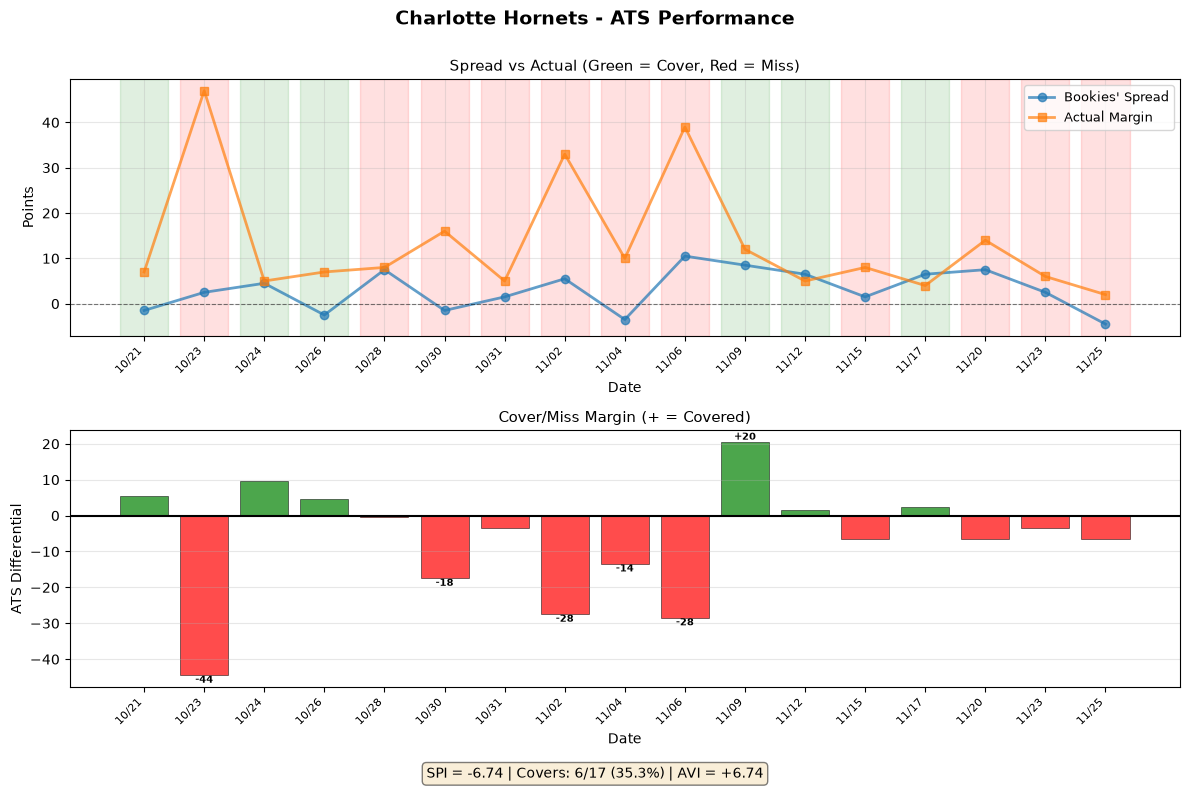 Charlotte Hornets - ATS Performance
Spread vs Actual (Green = Cover, Red = Miss)
Bookies' Spread
Actual Margin
Points
40
30
20
10
0
10/21 10/23 10/24 10/26 10/28 10/30 10/31 11/02 11/04 11/06 11/09 11/12 11/15 11/17 11/20 11/23 11/25
Date
Cover/Miss Margin (+ = Covered)
ATS Differential
20
10
0
−10
−20
−30
−40
+20
-14
-18
-28
-28
-44
10/21 10/23 10/24 10/26 10/28 10/30 10/31 11/02 11/04 11/06 11/09 11/12 11/15 11/17 11/20 11/23 11/25
Date
SPI = -6.74 | Covers: 6/17 (35.3%) | AVI = +6.74